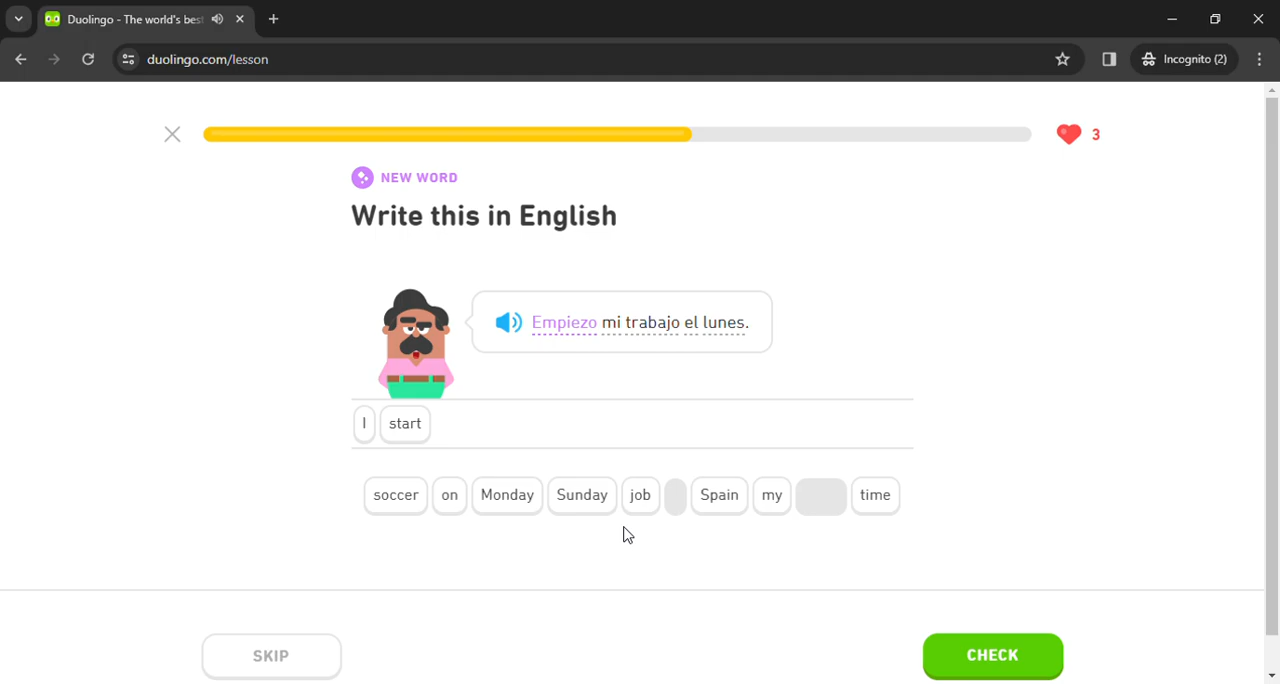 Duolingo - The world's bes
duolingo.com/lesson
Incognito (2)
3
NEW WORD
Write this in English
Empiezo mi trabajo el lunes.
I start
soccer on Monday Sunday job Spain my time
SKIP
CHECK